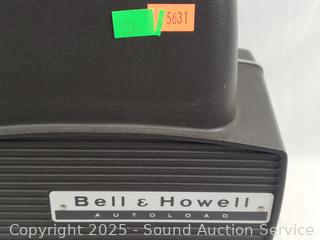 5631
Bell & Howell
AUTOLOAD
Copyright 2025 - Sound Auction Service